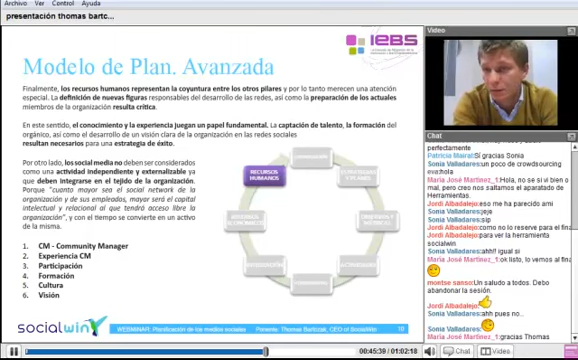 Archivo Ver Control Ayuda
presentación thomas bartc...
iEBS
Modelo de Plan. Avanzada
Finalmente, los recursos humanos representan la coyuntura entre los otros pilares y por lo tanto merecen una atención
especial. La definición de nuevas figuras responsables del desarrollo de las redes, así como la preparación de los actuales
miembros de la organización resulta crítica.
En este sentido, el conocimiento y la experiencia juegan un papel fundamental. La captación de talento, la formación del
orgánico, así como el desarrollo de un visión clara de la organización en las redes sociales
resultan necesarios para una estrategia de éxito.
Por otro lado, los social media no deben ser considerados
como una actividad independiente y externalizable ya
que deben integrarse en el tejido de la organización.
Porque "cuanto mayor sea el social network de la
organización y de sus empleados, mayor será el capital
intelectual y relacional al que tendrá acceso libre la
organización", y con el tiempo se convierte en un activo
de la misma.
1. CM - Community Manager
2. Experiencia CM
3. Participación
4. Formación
5. Cultura
6. Visión
RECURSOS
HUMANOS
socialwin
WEBINAR: Planificación de los medios sociales Ponente: Thomas Bartlczak, CEO of SocialWin 10
00:45:39 / 01:02:18
Video
Chat
perfectamente
Patricia Mairal: Sí gracias Sonia
Sonia Valladares: un poco de crowdsourcing
eva: hola
María José Martínez_1: Hola, no se si vi bien o
mal, pero creo nos saltamos el aparatado de
Herramientas.
Jordi Albadalejo: eso me ha parecido ami
Sonia Valladares: jeje
Sonia Valladares: sip
Jordi Albadalejo: como no lo reserve para el fin
Jordi Albadalejo: para ver la herramienta
socialwin
Sonia Valladares: ahh!! igual si
María José Martínez_1: ok listo, lo vemos al fina
montse sanso: Un saludo a todos. Debo
abandonar la sesión.
Jordi Albadalejo:
Sonia Valladares: ah pues no..
Sonia Valladares:
María José Martínez_1: gracias Thomas
Chat Video